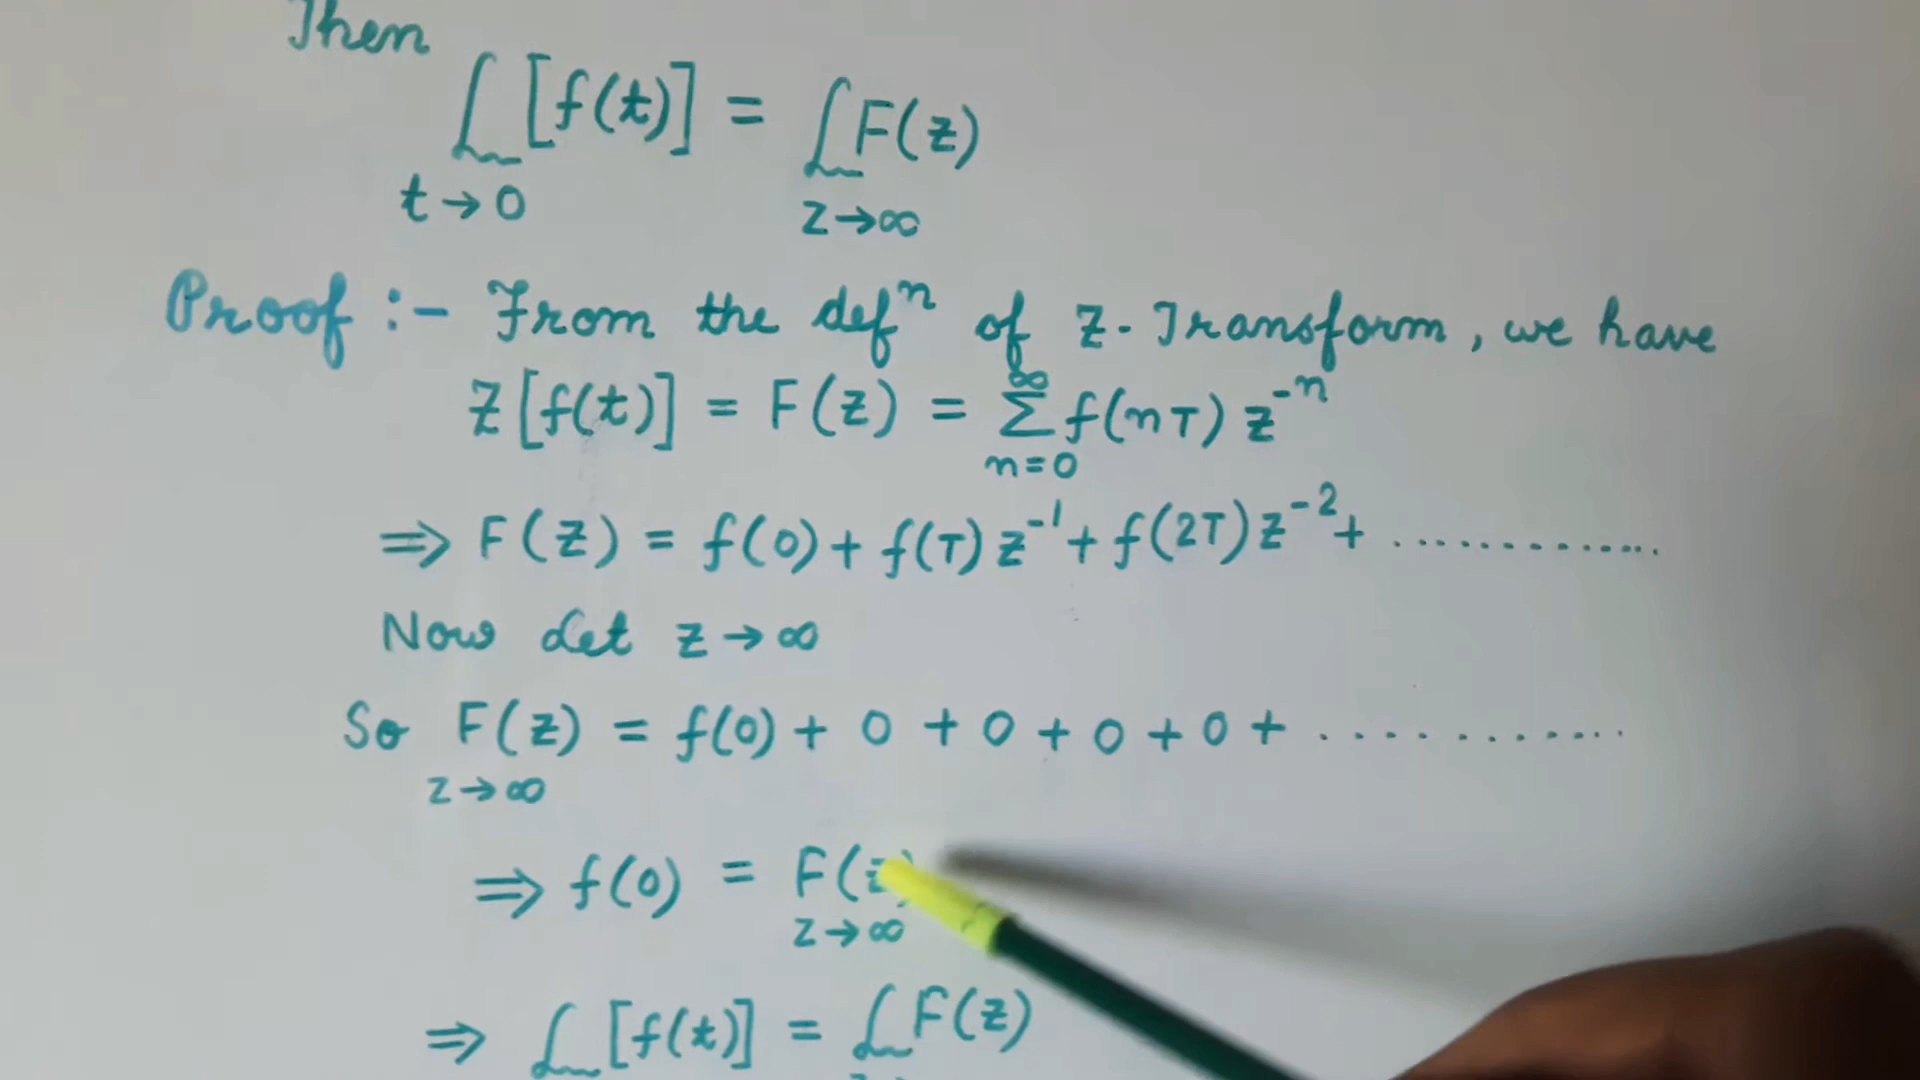 Then
Lt [f(t)] = Lt F(z)
t→0 z→∞
Proof :- From the defⁿ of Z-Transform, we have
Z[f(t)] = F(z) = ∞Σn=0 f(nT) z⁻ⁿ
⇒ F(z) = f(0) + f(T) z⁻¹ + f(2T) z⁻² + ..............
Now let z→∞
So F(z) = f(0) + 0 + 0 + 0 + 0 + ............
z→∞
⇒ f(0) = F(z)
z→∞
⇒ Lt [f(t)] = Lt F(z)